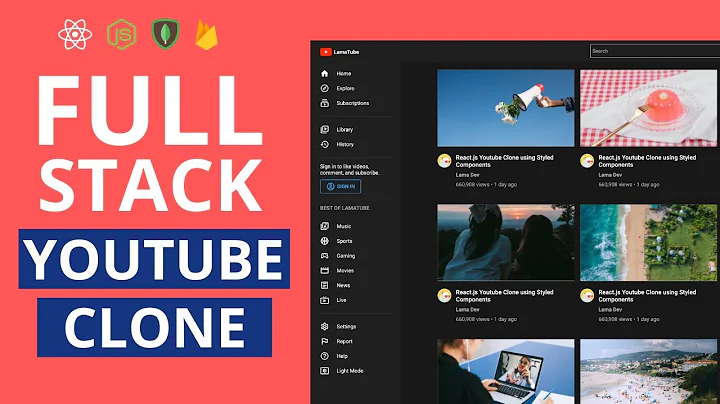 JS
FULL
STACK
YOUTUBE
CLONE
LamaTube
Search
Home
Explore
Subscriptions
Library
History
Sign in to like videos,
comment, and subscribe.
SIGN IN
BEST OF LAMATUBE
Music
Sports
Gaming
Movies
News
Live
Settings
Report
Help
Light Mode
React.js Youtube Clone using Styled
Components
Lama Dev
660,908 views • 1 day ago
React.js Youtube Clone using Styled
Components
Lama Dev
660,908 views • 1 day ago
React.js Youtube Clone using Styled
Components
Lama Dev
660,908 views • 1 day ago
React.js Youtube Clone using Styled
Components
Lama Dev
660,908 views • 1 day ago